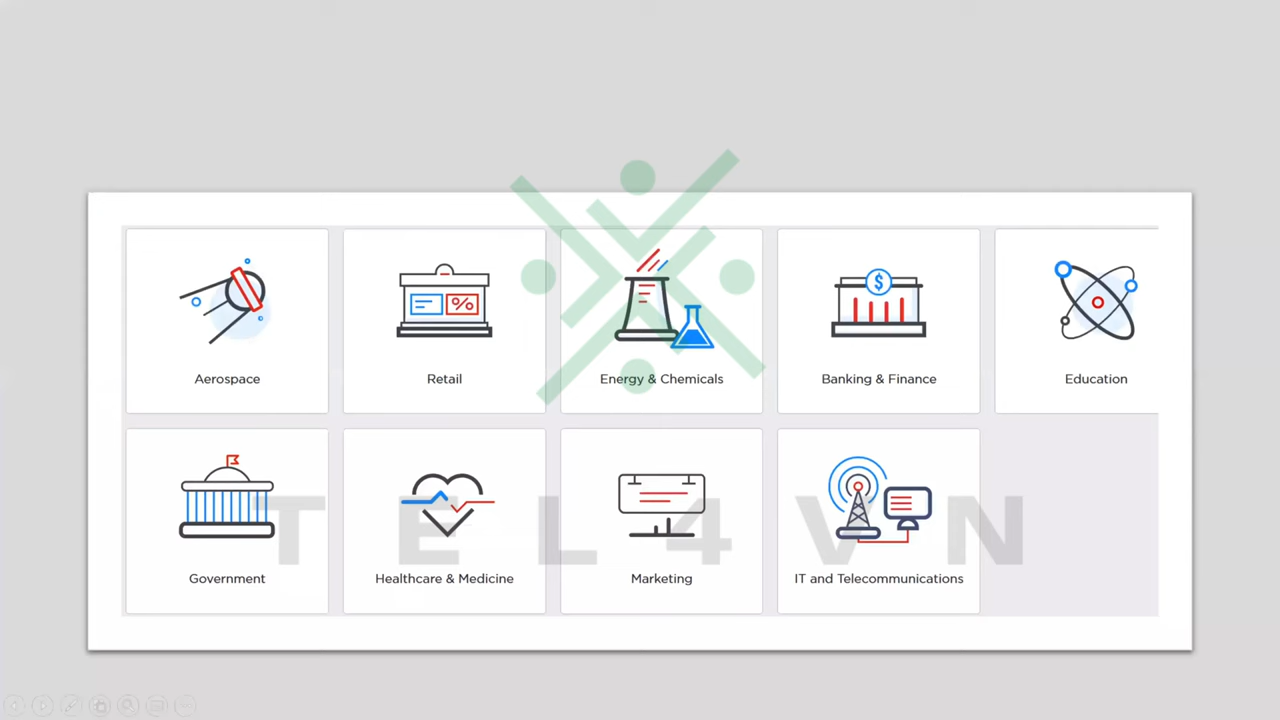 Aerospace
Retail
Energy & Chemicals
Banking & Finance
Education
Government
Healthcare & Medicine
Marketing
IT and Telecommunications
TEL4VN
$
%